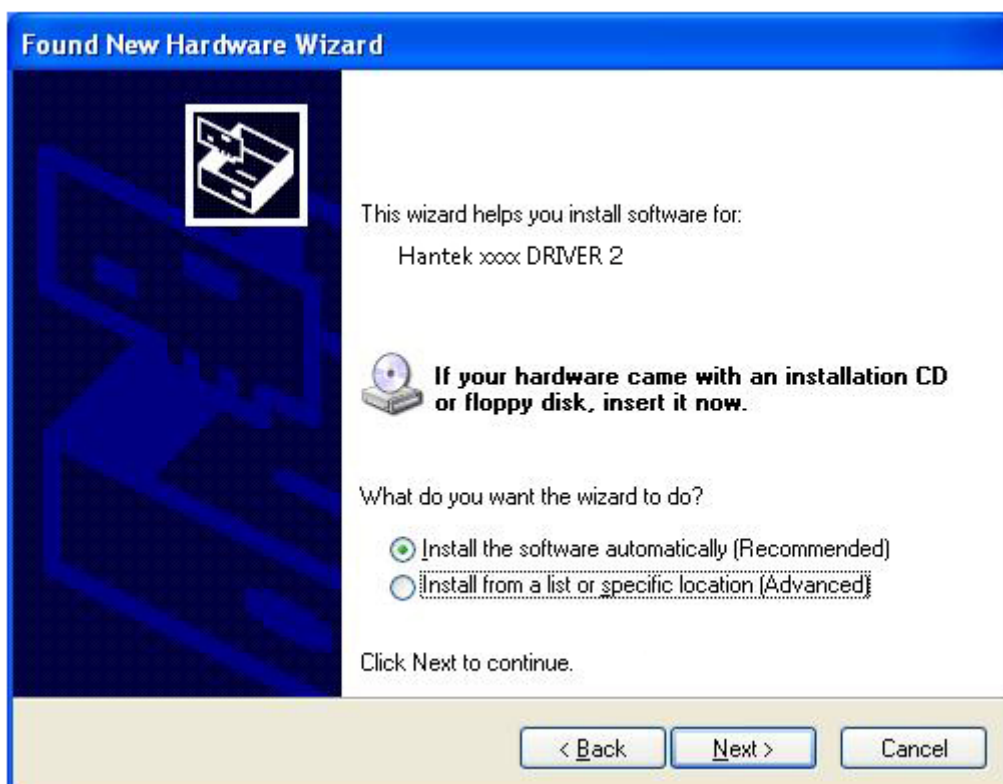 Found New Hardware Wizard
This wizard helps you install software for:
Hantek xxxx DRIVER 2
If your hardware came with an installation CD
or floppy disk, insert it now.
What do you want the wizard to do?
Install the software automatically (Recommended)
Install from a list or specific location (Advanced)
Click Next to continue.
< Back Next > Cancel